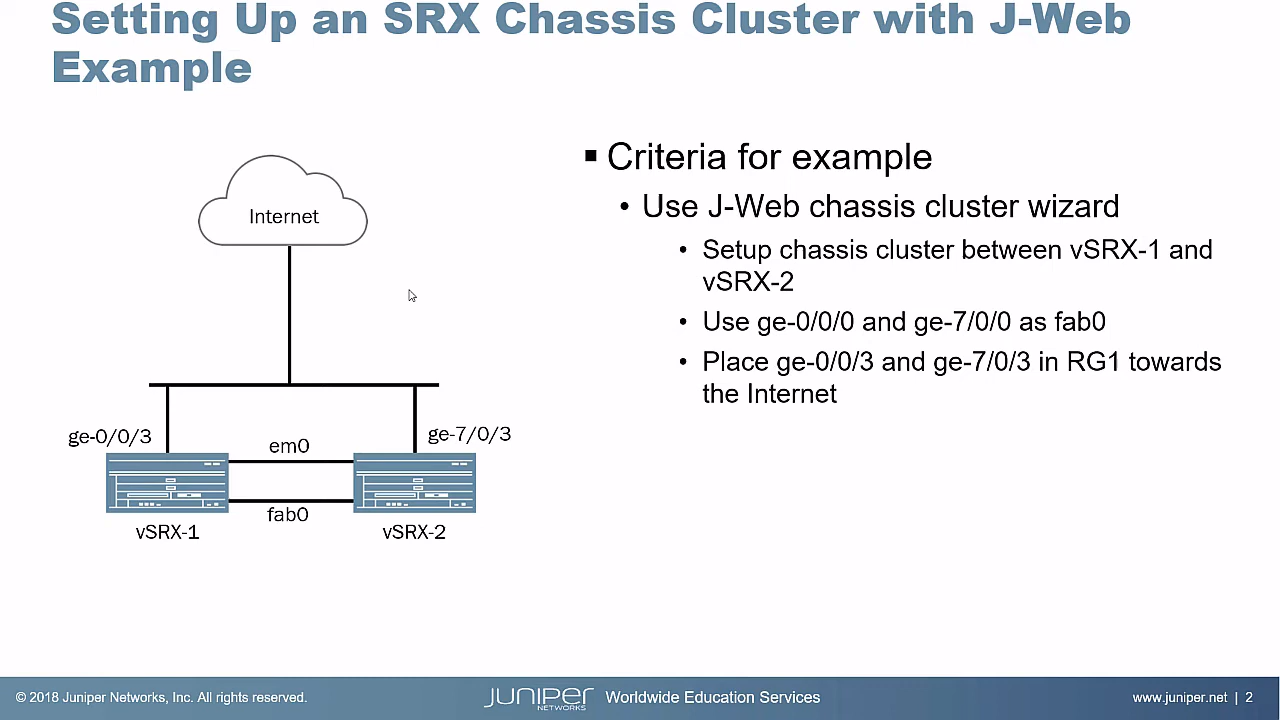 Setting Up an SRX Chassis Cluster with J-Web
Example
Internet
ge-0/0/3
em0
ge-7/0/3
fab0
vSRX-1
vSRX-2
▪ Criteria for example
• Use J-Web chassis cluster wizard
• Setup chassis cluster between vSRX-1 and
vSRX-2
• Use ge-0/0/0 and ge-7/0/0 as fab0
• Place ge-0/0/3 and ge-7/0/3 in RG1 towards
the Internet
© 2018 Juniper Networks, Inc. All rights reserved.
JUNIPER
NETWORKS
Worldwide Education Services
www.juniper.net | 2